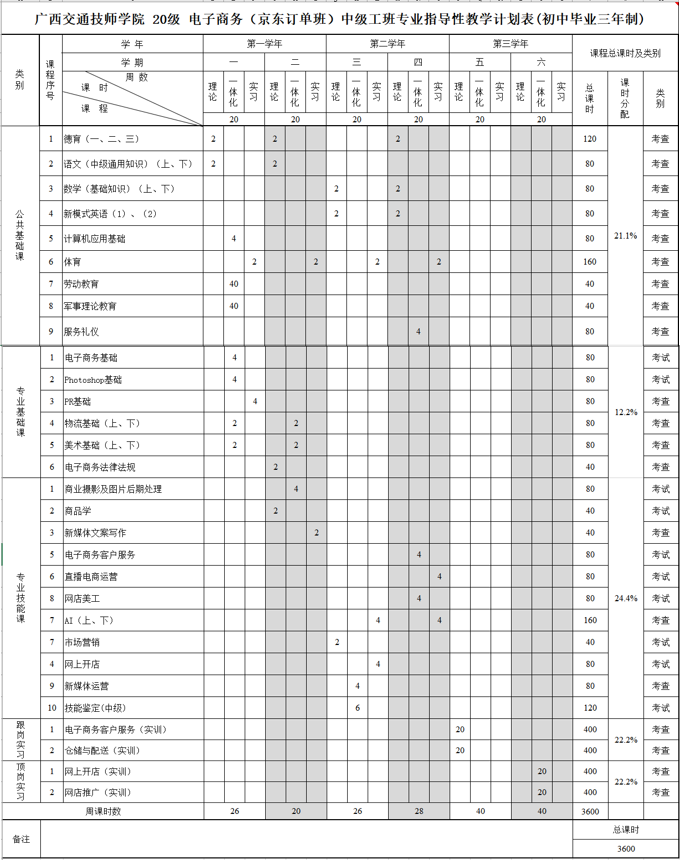 广西交通技师学院 20级 电子商务（京东订单班）中级工班专业指导性教学计划表(初中毕业三年制)
类别 课程序号 学 年 第一学年 第二学年 第三学年 课程总课时及类别
学 期 一 二 三 四 五 六
周 数 课 时 课 程 理论 一体化 实习 理论 一体化 实习 理论 一体化 实习 理论 一体化 实习 理论 一体化 实习 理论 一体化 实习 总课时 课时分配 类别
20 20 20 20 20 20
公共基础课 21.1%
1 德育（一、二、三） 2 2 2 120 考查
2 语文（中级通用知识）（上、下） 2 2 80 考查
3 数学（基础知识）（上、下） 2 2 80 考查
4 新模式英语（1）、（2） 2 2 80 考查
5 计算机应用基础 4 80 考查
6 体育 2 2 2 2 160 考查
7 劳动教育 40 40 考查
8 军事理论教育 40 40 考查
9 服务礼仪 4 80 考查
专业基础课 12.2%
1 电子商务基础 4 80 考试
2 Photoshop基础 4 80 考试
3 PR基础 4 80 考查
4 物流基础（上、下） 2 2 80 考查
5 美术基础（上、下） 2 2 80 考查
6 电子商务法律法规 2 40 考查
专业技能课 24.4%
1 商业摄影及图片后期处理 4 80 考试
2 商品学 2 40 考试
3 新媒体文案写作 2 40 考查
5 电子商务客户服务 4 80 考试
6 直播电商运营 4 80 考试
8 网店美工 4 80 考试
7 AI（上、下） 4 4 160 考查
7 市场营销 2 40 考试
4 网上开店 4 80 考试
9 新媒体运营 4 80 考查
10 技能鉴定(中级) 6 120 考试
跟岗实习 22.2%
1 电子商务客户服务（实训） 20 400 考查
2 仓储与配送（实训） 20 400 考查
顶岗实习 22.2%
1 网上开店（实训） 20 400 考查
2 网店推广（实训） 20 400 考查
周课时数 26 20 26 28 40 40 3600
备注 总课时
3600